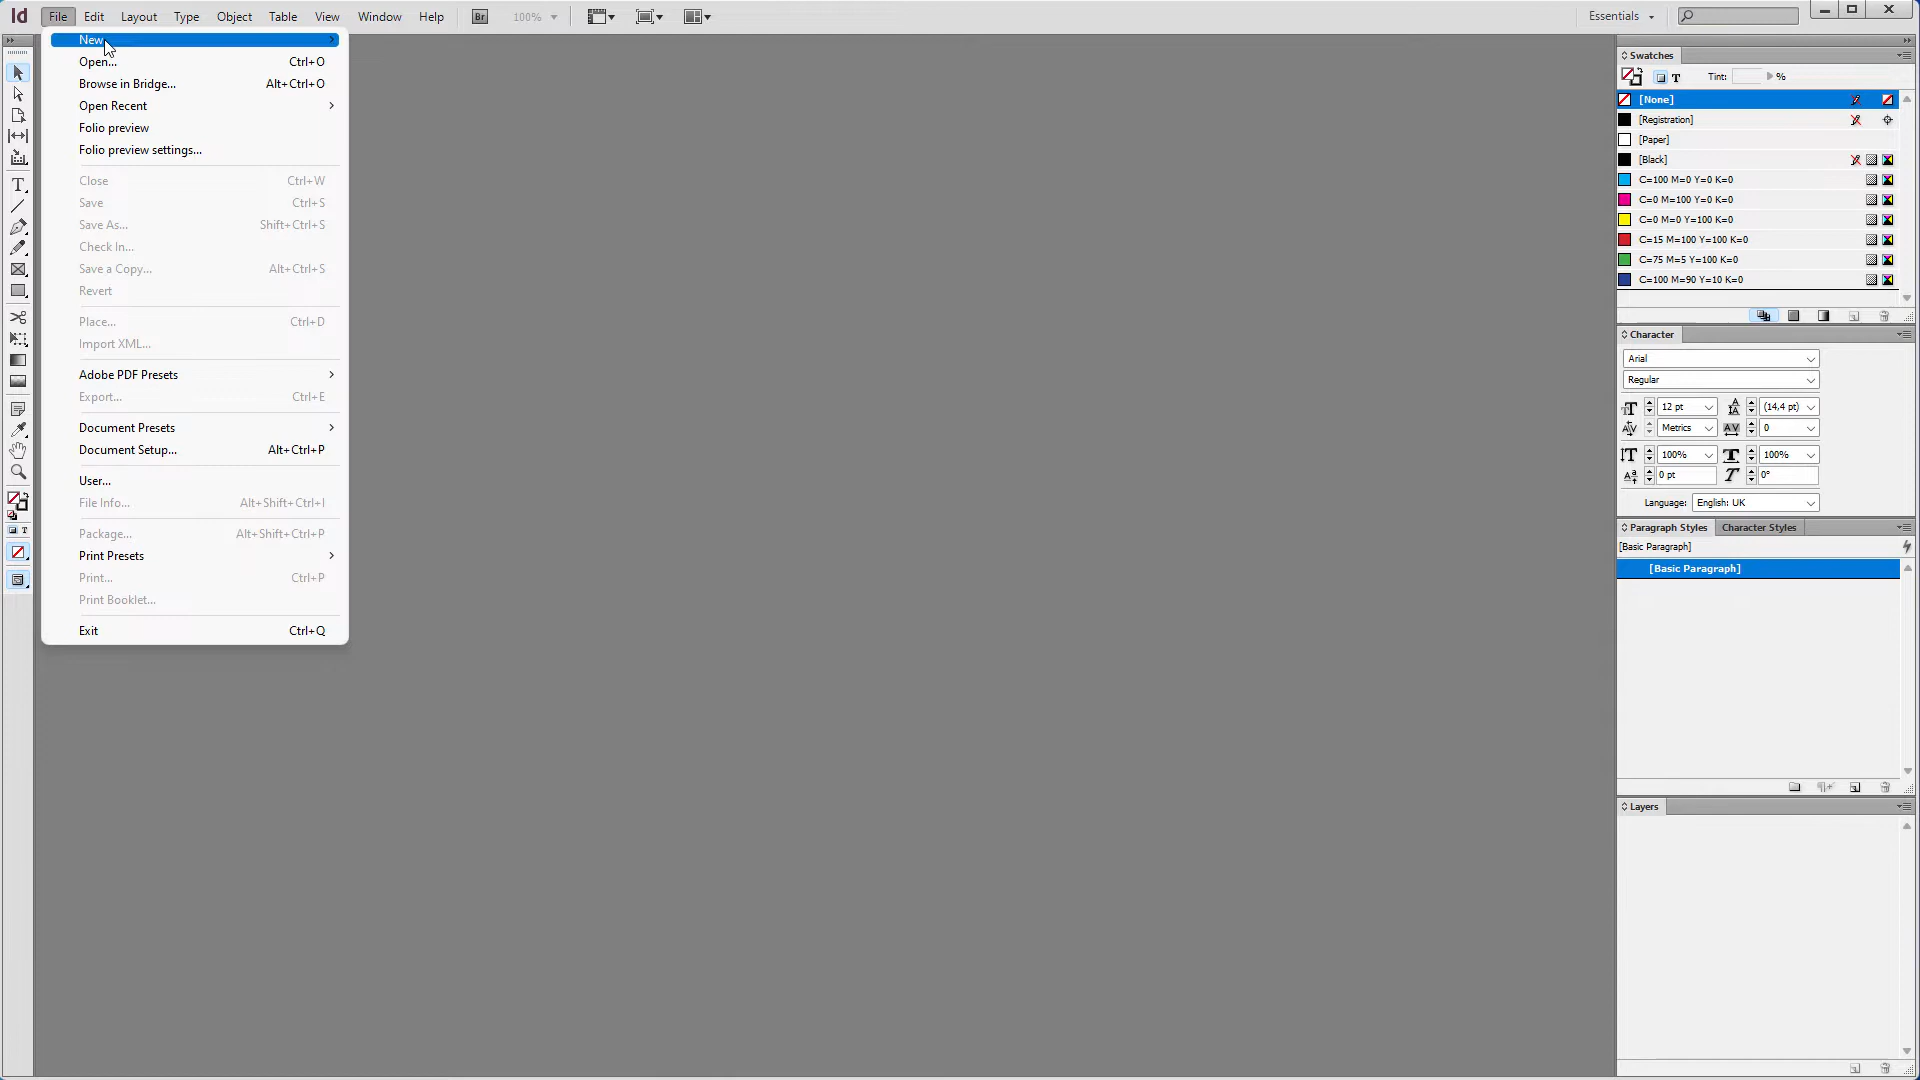 Id File Edit Layout Type Object Table View Window Help Br 100% Essentials
New
Open... Ctrl+O
Browse in Bridge... Alt+Ctrl+O
Open Recent
Folio preview
Folio preview settings...
Close Ctrl+W
Save Ctrl+S
Save As... Shift+Ctrl+S
Check In...
Save a Copy... Alt+Ctrl+S
Revert
Place... Ctrl+D
Import XML...
Adobe PDF Presets
Export... Ctrl+E
Document Presets
Document Setup... Alt+Ctrl+P
User...
File Info... Alt+Shift+Ctrl+I
Package... Alt+Shift+Ctrl+P
Print Presets
Print... Ctrl+P
Print Booklet...
Exit Ctrl+Q
Swatches
T Tint: %
[None]
[Registration]
[Paper]
[Black]
C=100 M=0 Y=0 K=0
C=0 M=100 Y=0 K=0
C=0 M=0 Y=100 K=0
C=15 M=100 Y=100 K=0
C=75 M=5 Y=100 K=0
C=100 M=90 Y=10 K=0
Character
Arial
Regular
12 pt (14,4 pt)
Metrics 0
100% 100%
0 pt 0°
Language: English: UK
Paragraph Styles Character Styles
[Basic Paragraph]
[Basic Paragraph]
Layers